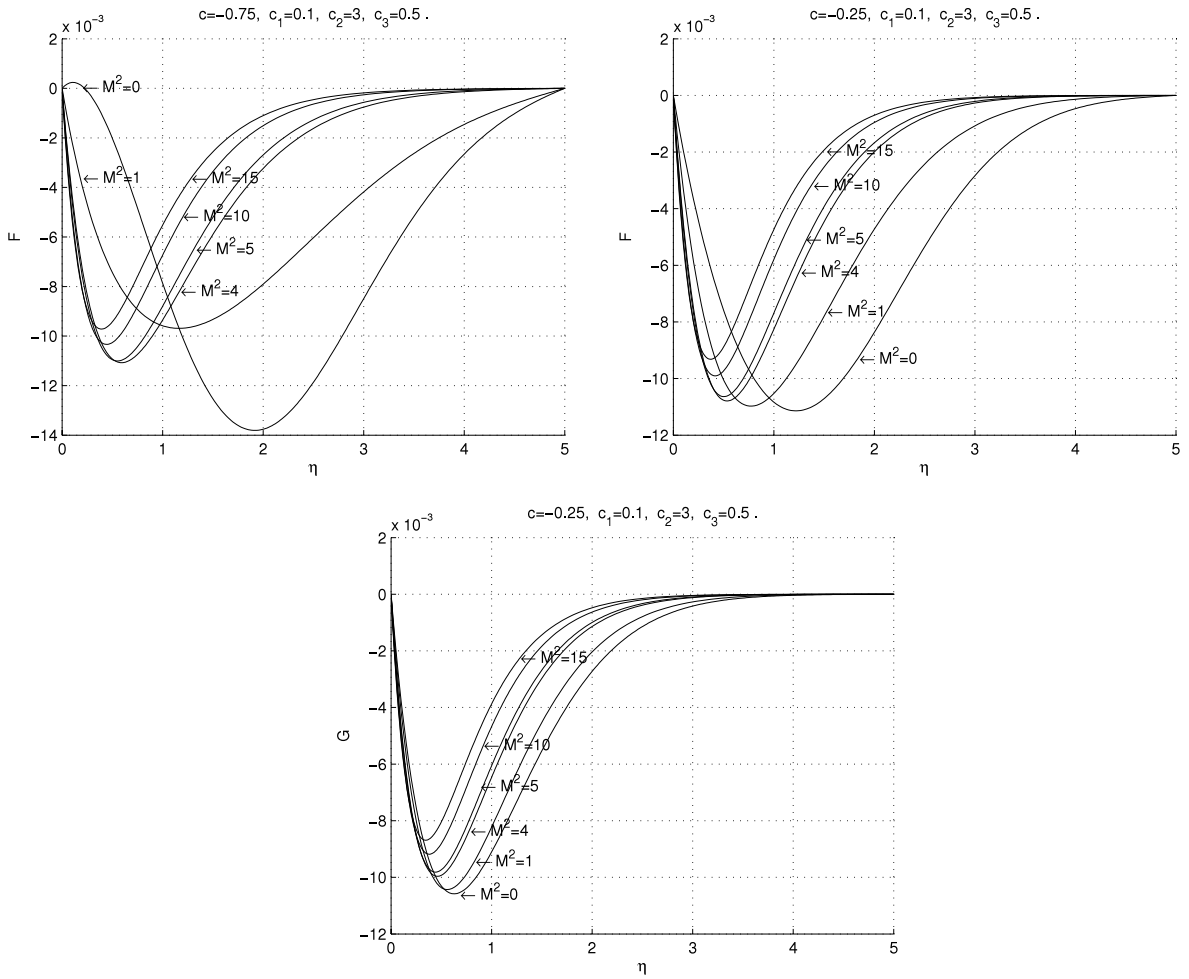 c=−0.75, c₁=0.1, c₂=3, c₃=0.5 .
x 10⁻³
2
0
−2
−4
−6
−8
−10
−12
−14
F
← M²=0
← M²=1
← M²=15
← M²=10
← M²=5
← M²=4
0 1 2 3 4 5
η
c=−0.25, c₁=0.1, c₂=3, c₃=0.5 .
x 10⁻³
2
0
−2
−4
−6
−8
−10
−12
F
← M²=15
← M²=10
← M²=5
← M²=4
← M²=1
← M²=0
0 1 2 3 4 5
η
c=−0.25, c₁=0.1, c₂=3, c₃=0.5 .
x 10⁻³
2
0
−2
−4
−6
−8
−10
−12
G
← M²=15
← M²=10
← M²=5
← M²=4
← M²=1
← M²=0
0 1 2 3 4 5
η